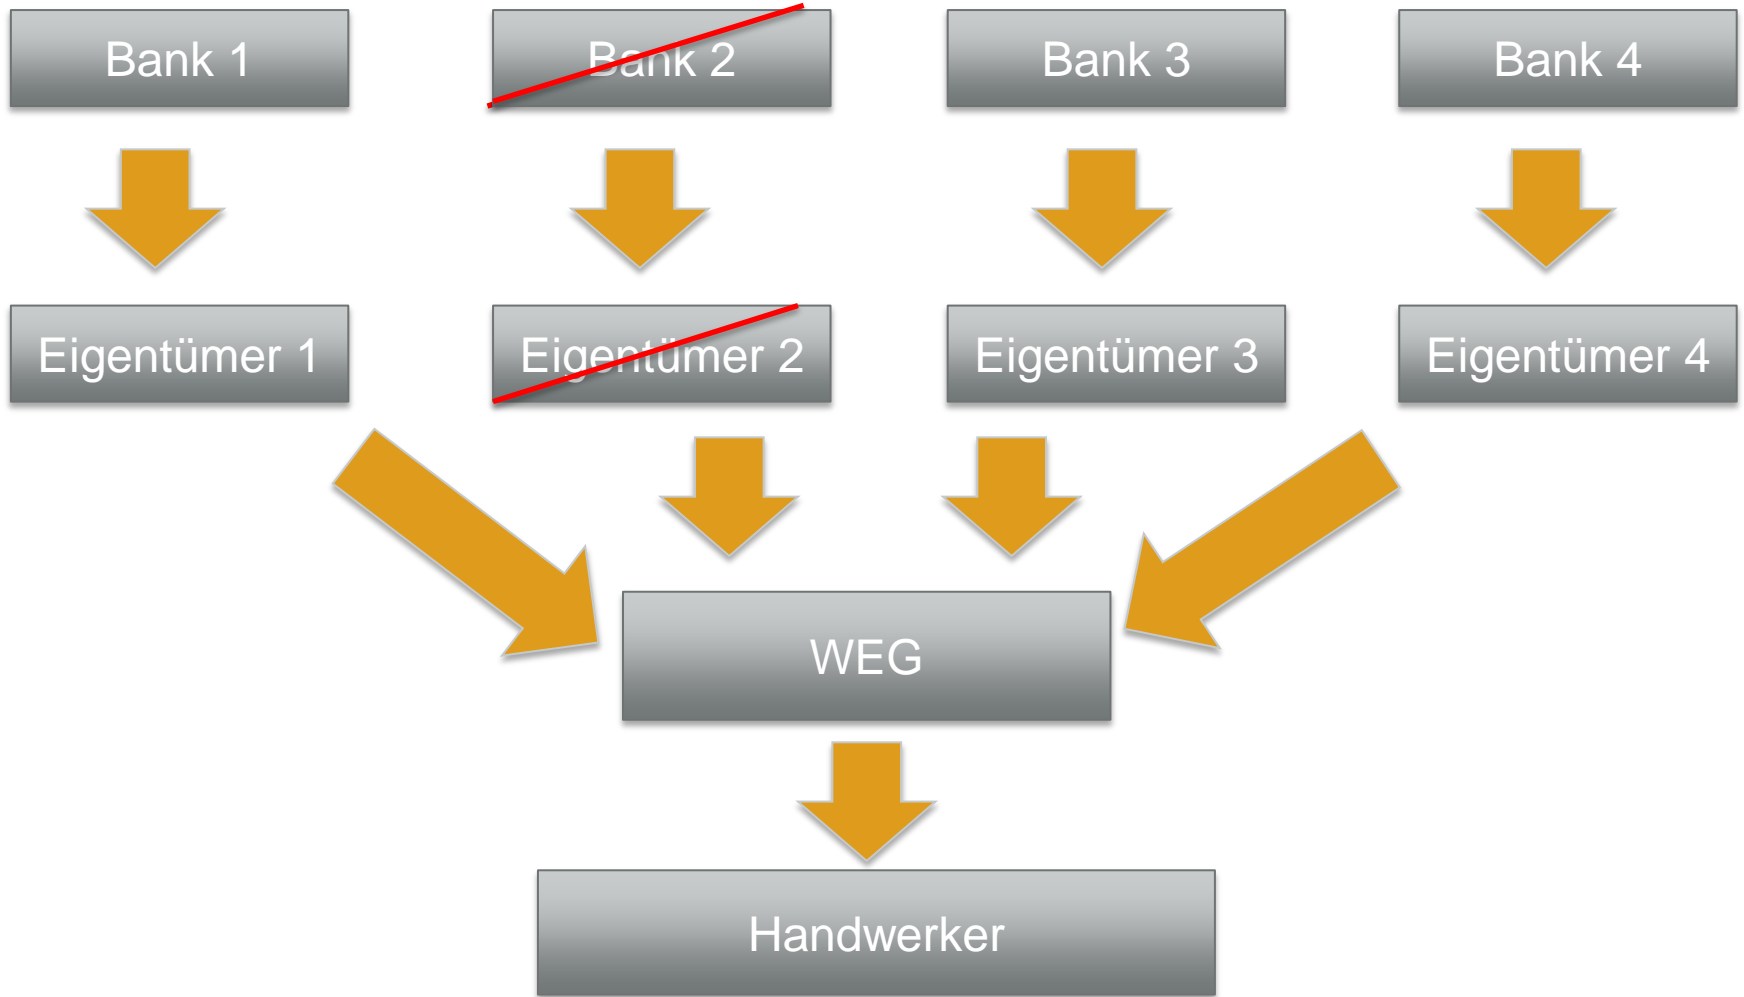 Bank 1
Bank 2
Bank 3
Bank 4
Eigentümer 1
Eigentümer 2
Eigentümer 3
Eigentümer 4
WEG
Handwerker